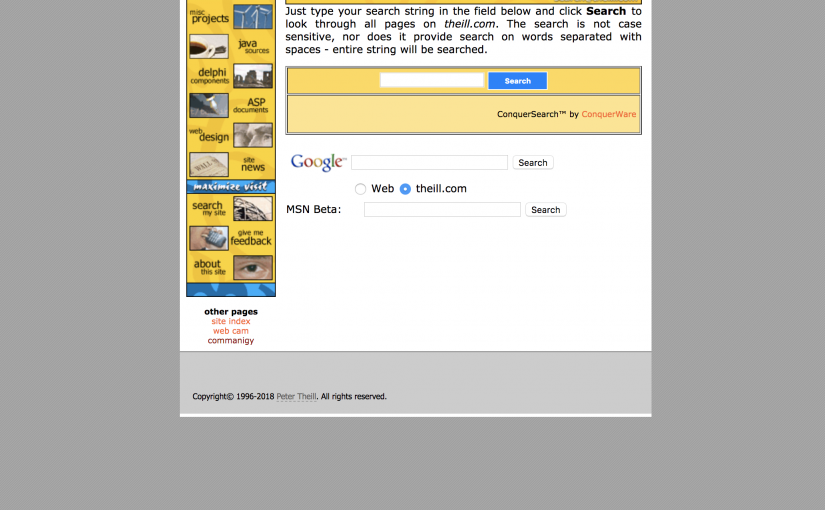 misc
projects
java
sources
delphi
components
ASP
documents
web
design
site
news
maximize visit
search
my site
give me
feedback
about
this site
other pages
site index
web cam
commanigy
Just type your search string in the field below and click Search to
look through all pages on theill.com. The search is not case
sensitive, nor does it provide search on words separated with
spaces - entire string will be searched.
Search
ConquerSearch™ by ConquerWare
Google™ Search
Web theill.com
MSN Beta: Search
Copyright© 1996-2018 Peter Theill. All rights reserved.